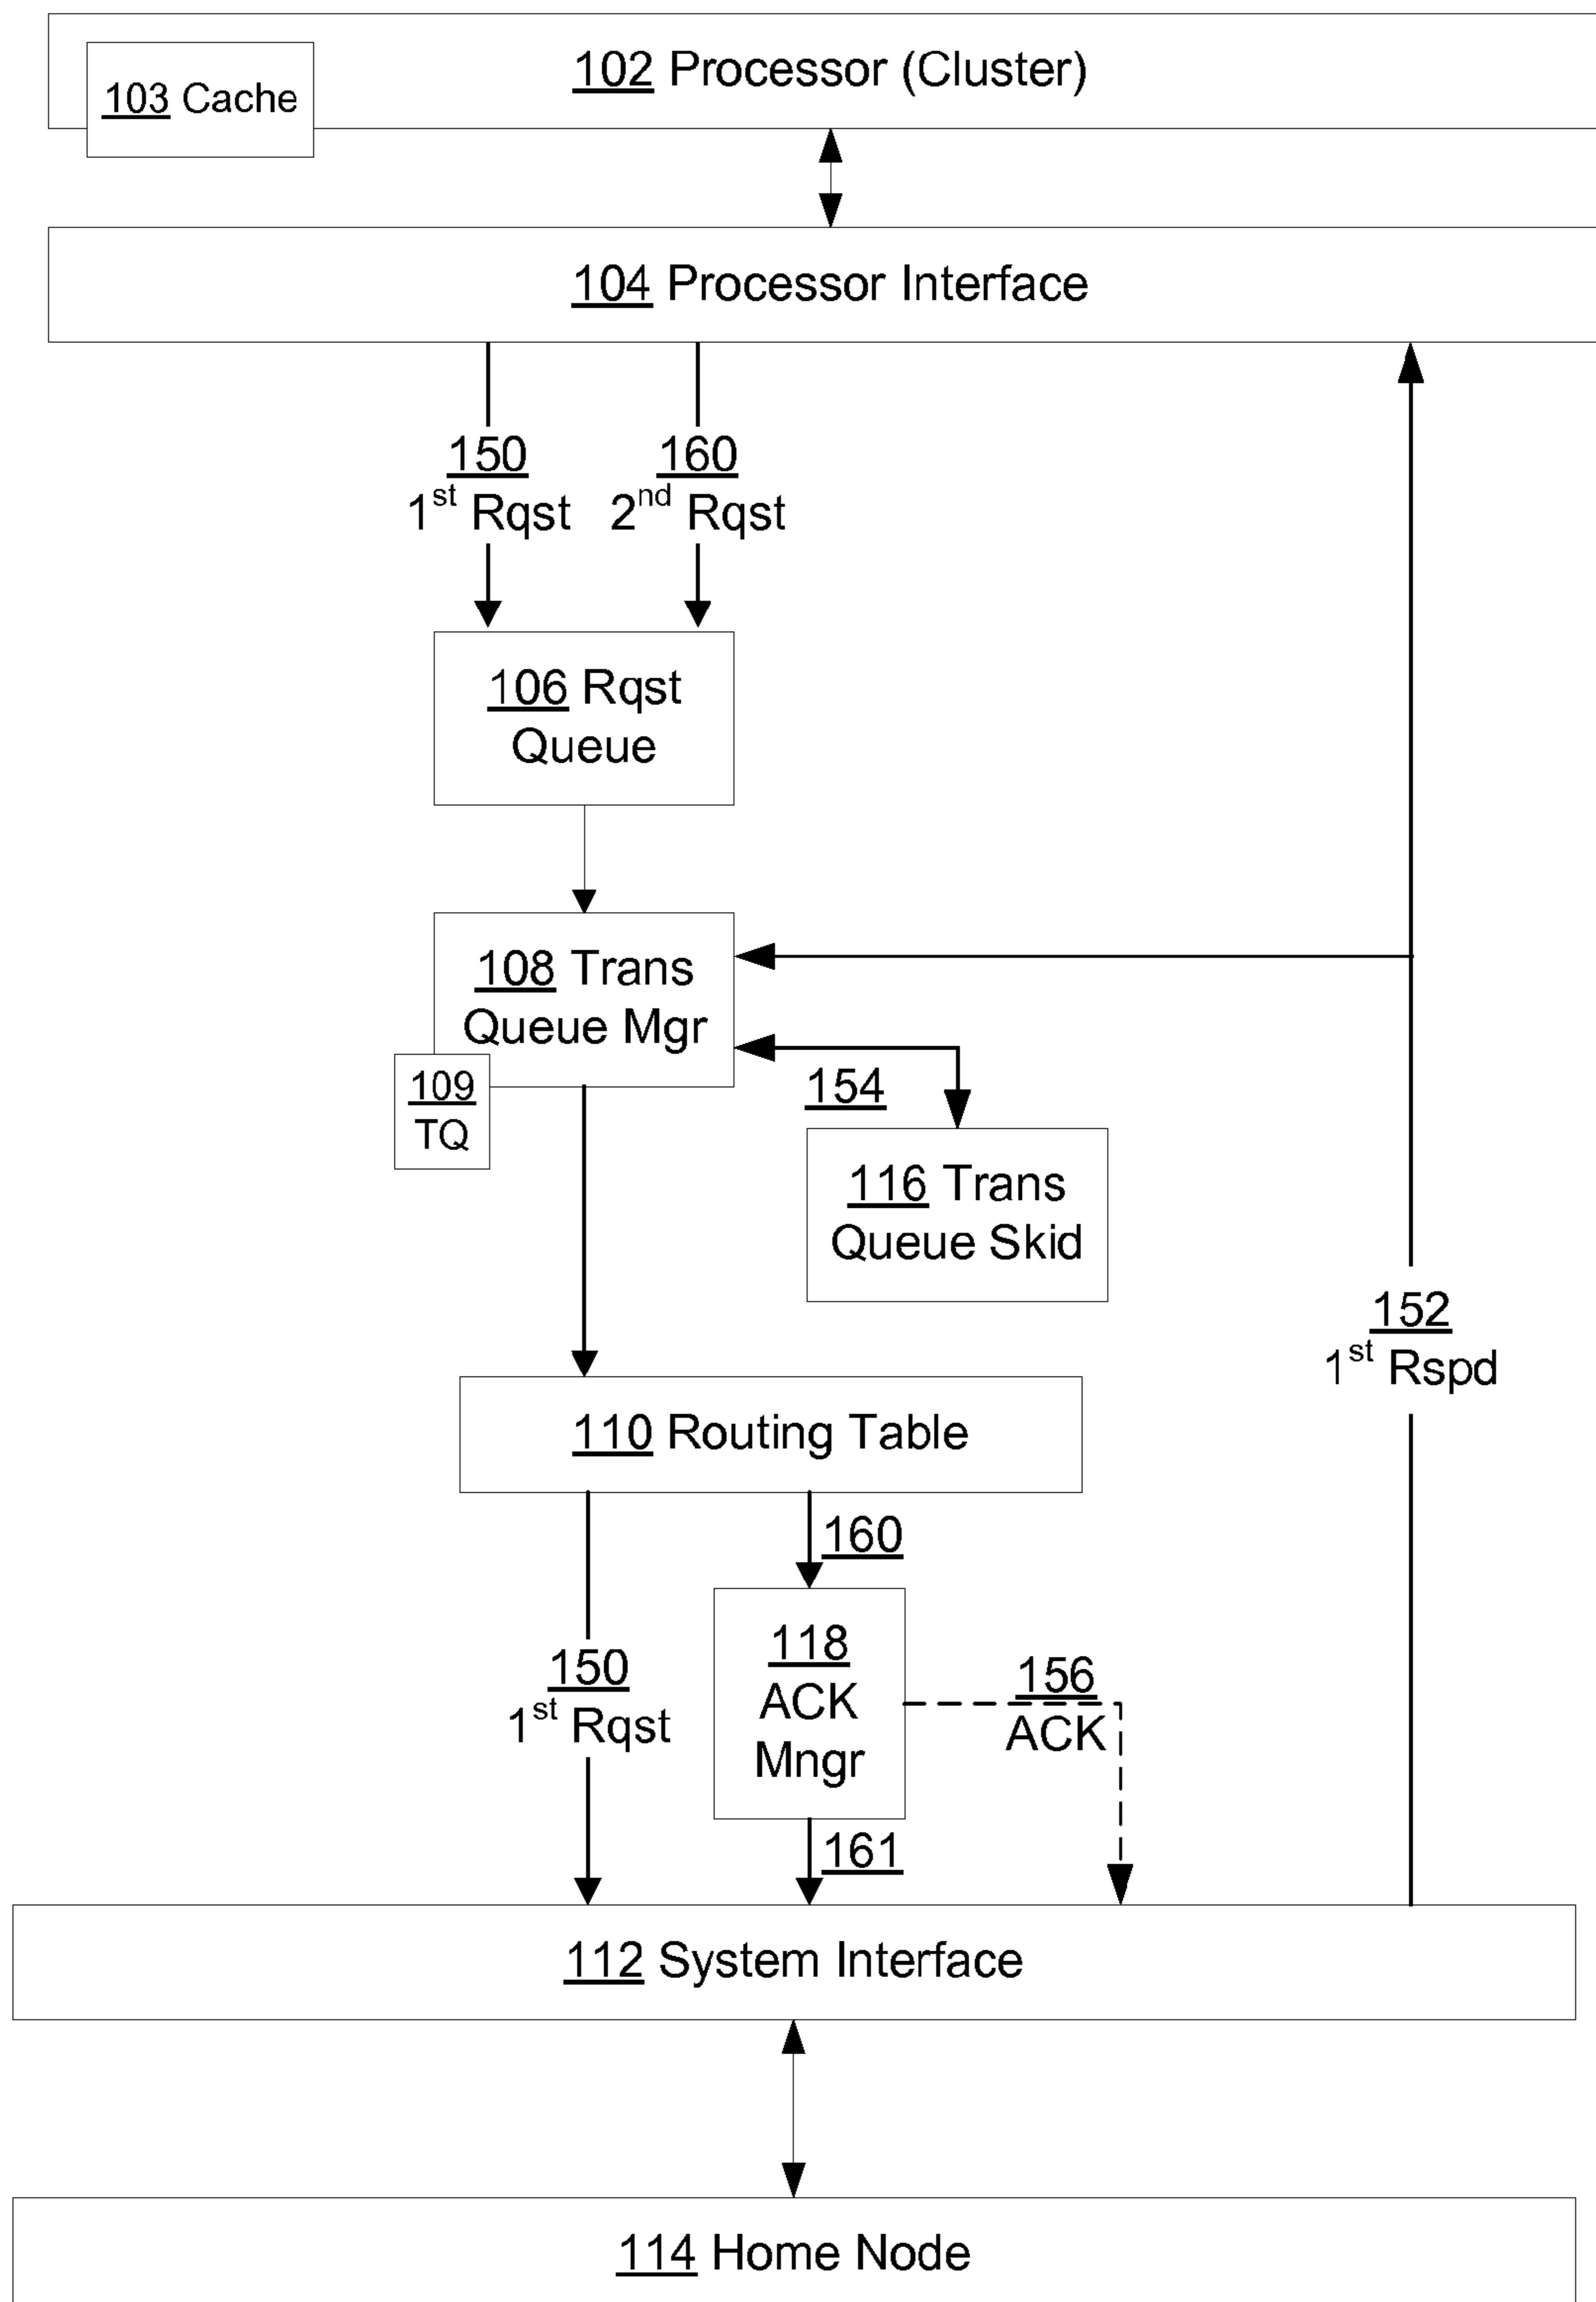 102 Processor (Cluster)
103 Cache
104 Processor Interface
150
1st Rqst
160
2nd Rqst
106 Rqst
Queue
108 Trans
Queue Mgr
109
TQ
154
116 Trans
Queue Skid
152
1st Rspd
110 Routing Table
160
150
1st Rqst
118
ACK
Mngr
156
ACK
161
112 System Interface
114 Home Node